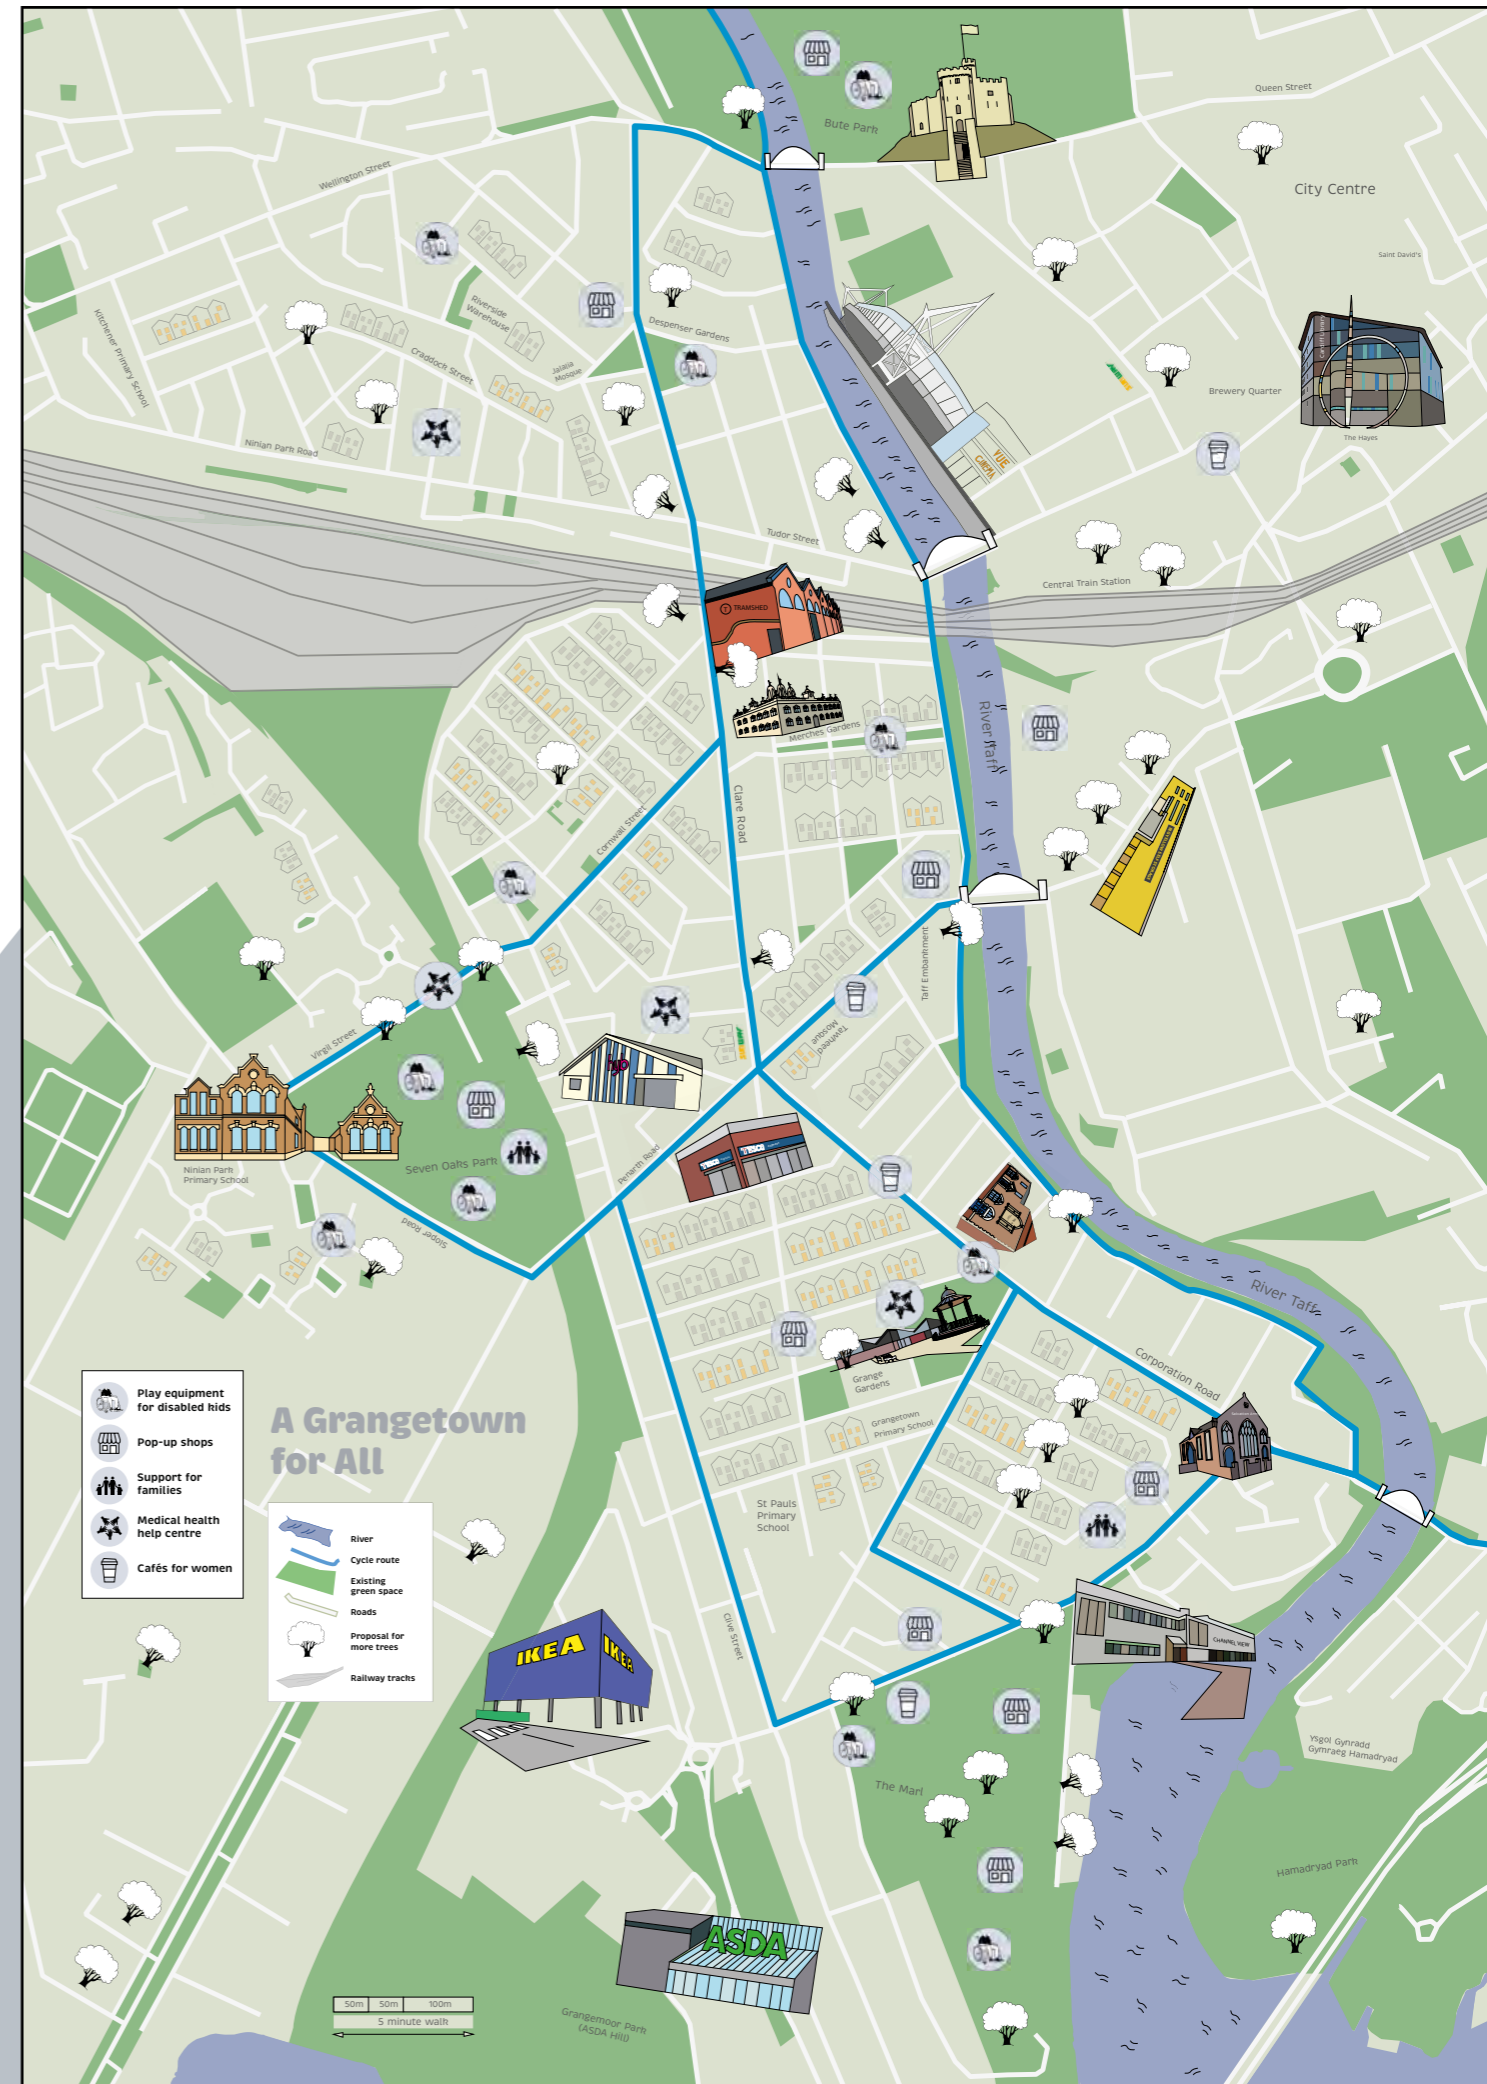 Queen Street
Bute Park
City Centre
Wellington Street
Saint David's
Riverside
Warehouse
Kitchener Primary School
Despenser Gardens
Craddock Street
Jalalia
Mosque
Brewery Quarter
The Hayes
Ninian Park Road
VUE
CINEMA
Tudor Street
Central Train Station
TRAMSHED
River Taff
Merches Gardens
Clare Road
Cornwall Street
Taff Embankment
Tawheed
Mosque
Virgil Street
hyb
Penarth Road
Ninian Park
Primary School
Seven Oaks Park
Sloper Road
River Taff
Corporation Road
Grange
Gardens
Grangetown
Primary School
St Pauls
Primary
School
Play equipment
for disabled kids
Pop-up shops
Support for
families
Medical health
help centre
Cafés for women
A Grangetown
for All
River
Cycle route
Existing
green space
Roads
Proposal for
more trees
Railway tracks
IKEA
IKEA
Clive Street
CHANNEL VIEW
Ysgol Gynradd
Gymraeg Hamadryad
The Marl
Hamadryad Park
ASDA
50m 50m 100m
5 minute walk
Grangemoor Park
(ASDA Hill)